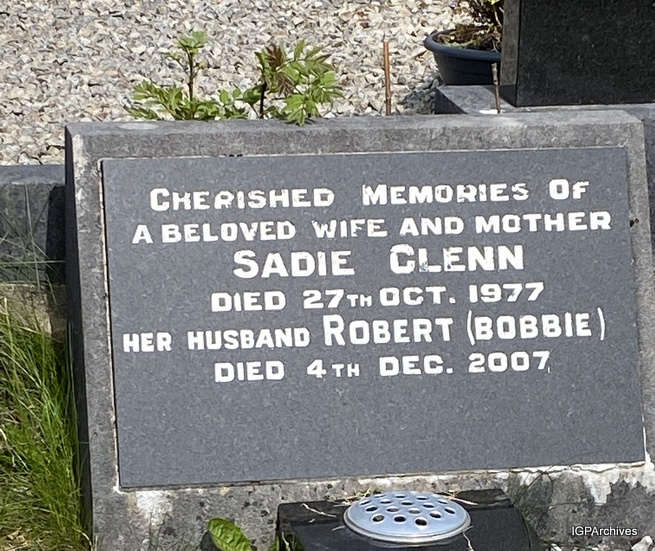 CHERISHED MEMORIES OF
A BELOVED WIFE AND MOTHER
SADIE GLENN
DIED 27TH OCT. 1977
HER HUSBAND ROBERT (BOBBIE)
DIED 4TH DEC. 2007
IGPArchives